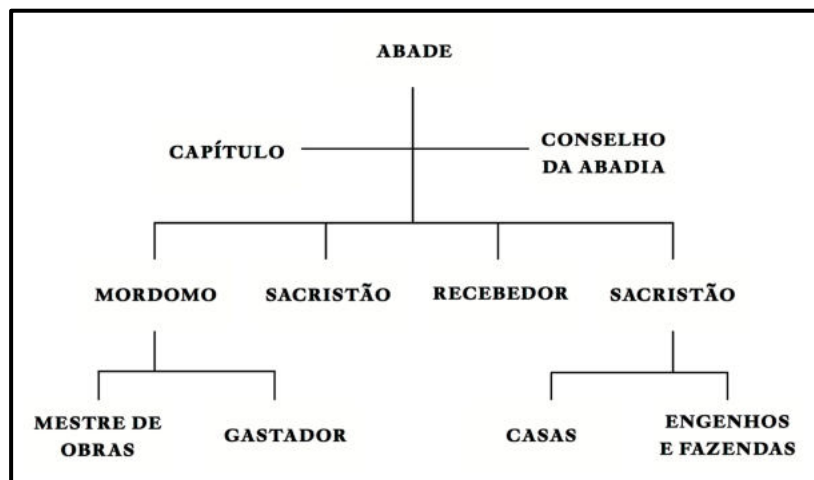 ABADE
CAPÍTULO
CONSELHO
DA ABADIA
MORDOMO
SACRISTÃO
RECEBEDOR
SACRISTÃO
MESTRE DE
OBRAS
GASTADOR
CASAS
ENGENHOS
E FAZENDAS